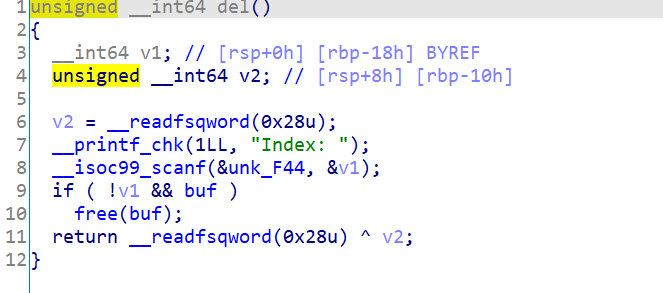 1 unsigned __int64 del()
2 {
3   __int64 v1; // [rsp+0h] [rbp-18h] BYREF
4   unsigned __int64 v2; // [rsp+8h] [rbp-10h]
5
6   v2 = __readfsqword(0x28u);
7   __printf_chk(1LL, "Index: ");
8   __isoc99_scanf(&unk_F44, &v1);
9   if ( !v1 && buf )
10     free(buf);
11   return __readfsqword(0x28u) ^ v2;
12 }